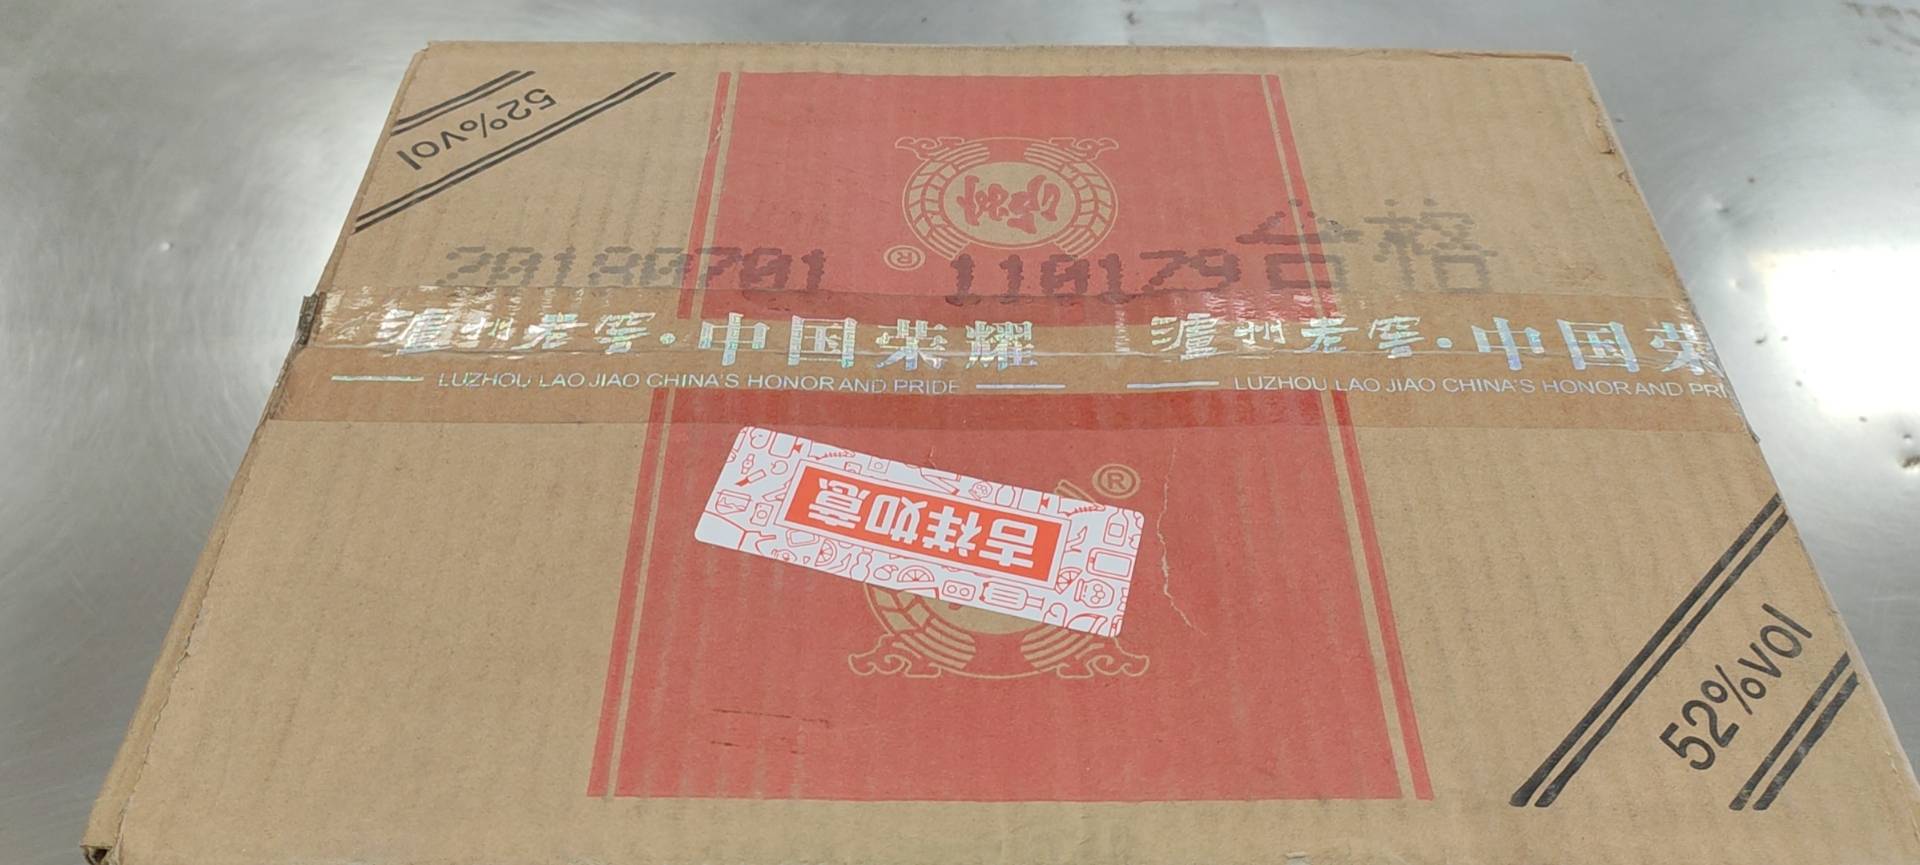 52%vol
®
20180701 110129 合格
泸州老窖·中国荣耀 泸州老窖·中国荣
LUZHOU LAO JIAO CHINA'S HONOR AND PRIDE LUZHOU LAO JIAO CHINA'S HONOR AND PRI
®
吉祥如意
52%vol